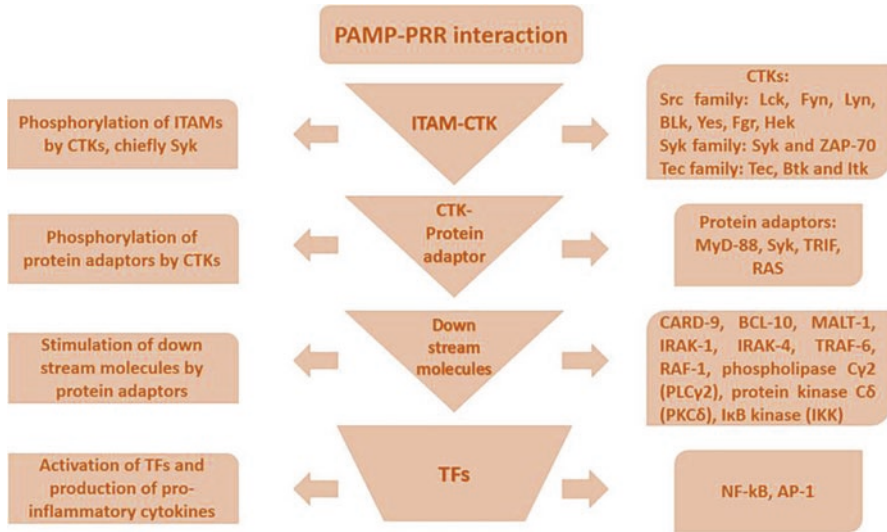 PAMP-PRR interaction
Phosphorylation of ITAMs
by CTKs, chiefly Syk
ITAM-CTK
CTKs:
Src family: Lck, Fyn, Lyn,
BLk, Yes, Fgr, Hek
Syk family: Syk and ZAP-70
Tec family: Tec, Btk and Itk
Phosphorylation of
protein adaptors by CTKs
CTK-
Protein
adaptor
Protein adaptors:
MyD-88, Syk, TRIF,
RAS
Stimulation of down
stream molecules by
protein adaptors
Down
stream
molecules
CARD-9, BCL-10, MALT-1,
IRAK-1, IRAK-4, TRAF-6,
RAF-1, phospholipase Cγ2
(PLCγ2), protein kinase Cδ
(PKCδ), IκB kinase (IKK)
Activation of TFs and
production of pro-
inflammatory cytokines
TFs
NF-kB, AP-1